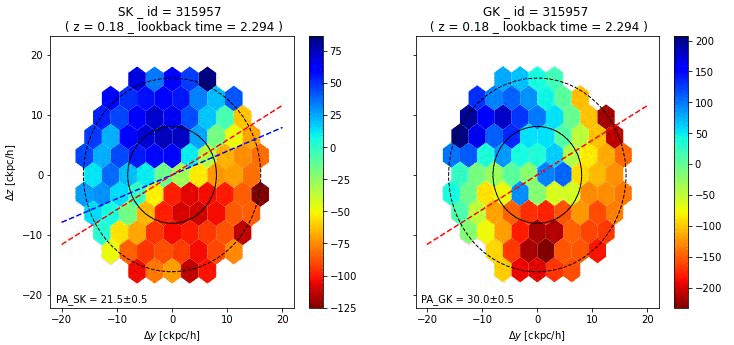 SK _ id = 315957
( z = 0.18 _ lookback time = 2.294 )
20
10
0
−10
−20
Δz [ckpc/h]
PA_SK = 21.5±0.5
−20 −10 0 10 20
Δy [ckpc/h]
75
50
25
0
−25
−50
−75
−100
−125
GK _ id = 315957
( z = 0.18 _ lookback time = 2.294 )
PA_GK = 30.0±0.5
−20 −10 0 10 20
Δy [ckpc/h]
200
150
100
50
0
−50
−100
−150
−200